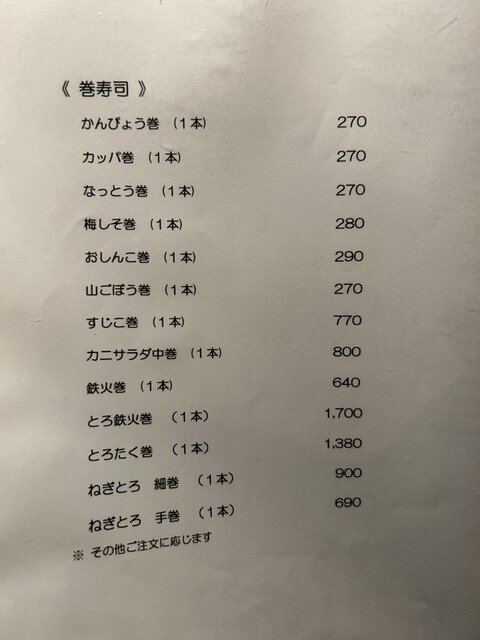 《 巻寿司 》
かんぴょう巻 (１本) 270
カッパ巻 (１本) 270
なっとう巻 (１本) 270
梅しそ巻 (１本) 280
おしんこ巻 (１本) 290
山ごぼう巻 (１本) 270
すじこ巻 (１本) 770
カニサラダ中巻 (１本) 800
鉄火巻 (１本) 640
とろ鉄火巻 (１本) 1,700
とろたく巻 (１本) 1,380
ねぎとろ 細巻 (１本) 900
ねぎとろ 手巻 (１本) 690
※ その他ご注文に応じます